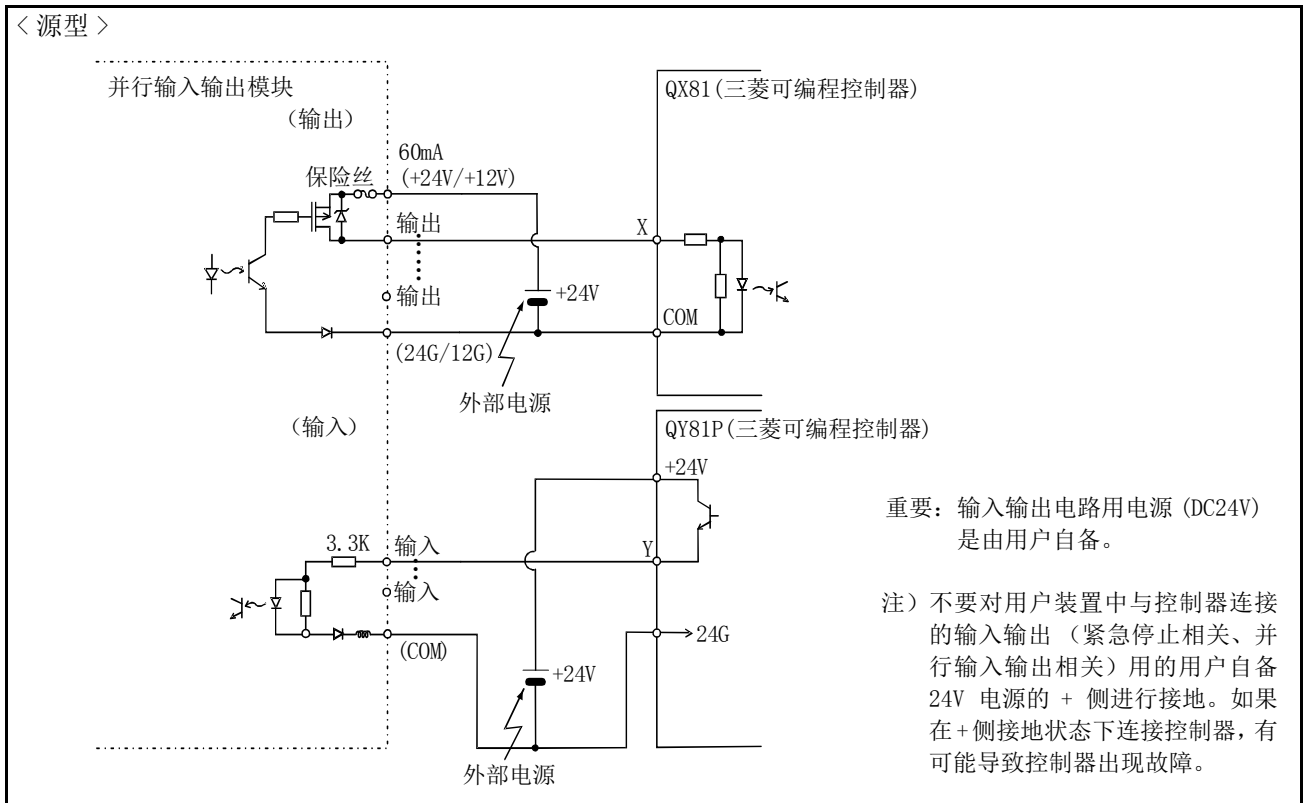 <源型>
并行输入输出模块
(输出)
保险丝
60mA
(+24V/+12V)
输出
输出
(24G/12G)
+24V
外部电源
QX81(三菱可编程控制器)
X
COM
(输入)
3.3K
输入
输入
(COM)
+24V
外部电源
QY81P(三菱可编程控制器)
+24V
Y
24G
重要：输入输出电路用电源 (DC24V)
是由用户自备。
注）不要对用户装置中与控制器连接
的输入输出 （紧急停止相关、并
行输入输出相关）用的用户自备
24V 电源的 + 侧进行接地。如果
在+侧接地状态下连接控制器，有
可能导致控制器出现故障。